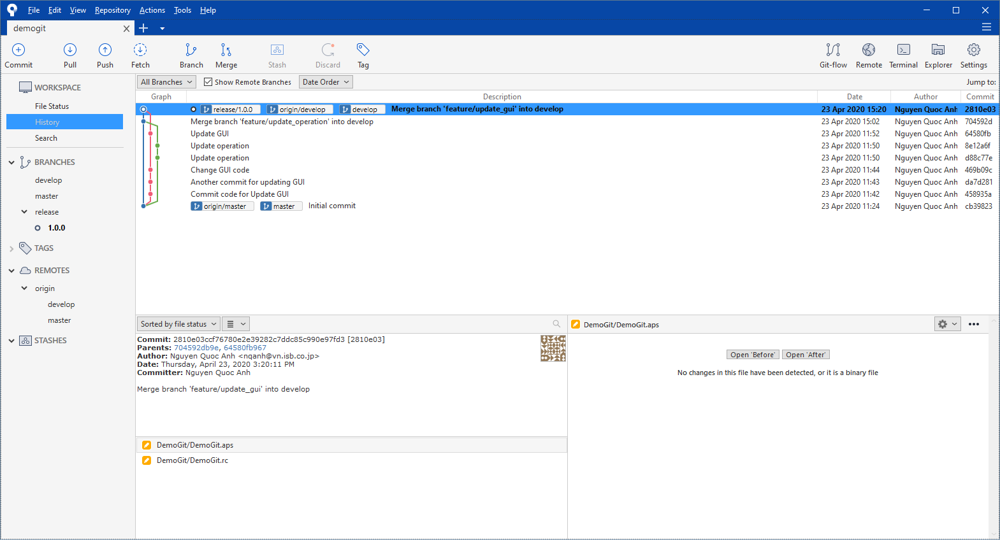 File Edit View Repository Actions Tools Help
demogit
Commit Pull Push Fetch Branch Merge Stash Discard Tag Git-flow Remote Terminal Explorer Settings
WORKSPACE
File Status
History
Search
BRANCHES
develop
master
release
1.0.0
TAGS
REMOTES
origin
develop
master
STASHES
All Branches Show Remote Branches Date Order Jump to:
Graph Description Date Author Commit
release/1.0.0 origin/develop develop Merge branch 'feature/update_gui' into develop 23 Apr 2020 15:20 Nguyen Quoc Anh 2810e03
Merge branch 'feature/update_operation' into develop 23 Apr 2020 15:02 Nguyen Quoc Anh 704592d
Update GUI 23 Apr 2020 11:52 Nguyen Quoc Anh 64580fb
Update operation 23 Apr 2020 11:50 Nguyen Quoc Anh 8e12a6f
Update operation 23 Apr 2020 11:50 Nguyen Quoc Anh d88c77e
Change GUI code 23 Apr 2020 11:44 Nguyen Quoc Anh 469b09c
Another commit for updating GUI 23 Apr 2020 11:43 Nguyen Quoc Anh da7d281
Commit code for Update GUI 23 Apr 2020 11:42 Nguyen Quoc Anh 458935a
origin/master master Initial commit 23 Apr 2020 11:24 Nguyen Quoc Anh cb39823
Sorted by file status
Commit: 2810e03ccf76780e2e39282c7ddc85c990e97fd3 [2810e03]
Parents: 704592db9e, 64580fb967
Author: Nguyen Quoc Anh <nqanh@vn.isb.co.jp>
Date: Thursday, April 23, 2020 3:20:11 PM
Committer: Nguyen Quoc Anh
Merge branch 'feature/update_gui' into develop
DemoGit/DemoGit.aps
DemoGit/DemoGit.rc
DemoGit/DemoGit.aps
Open 'Before' Open 'After'
No changes in this file have been detected, or it is a binary file